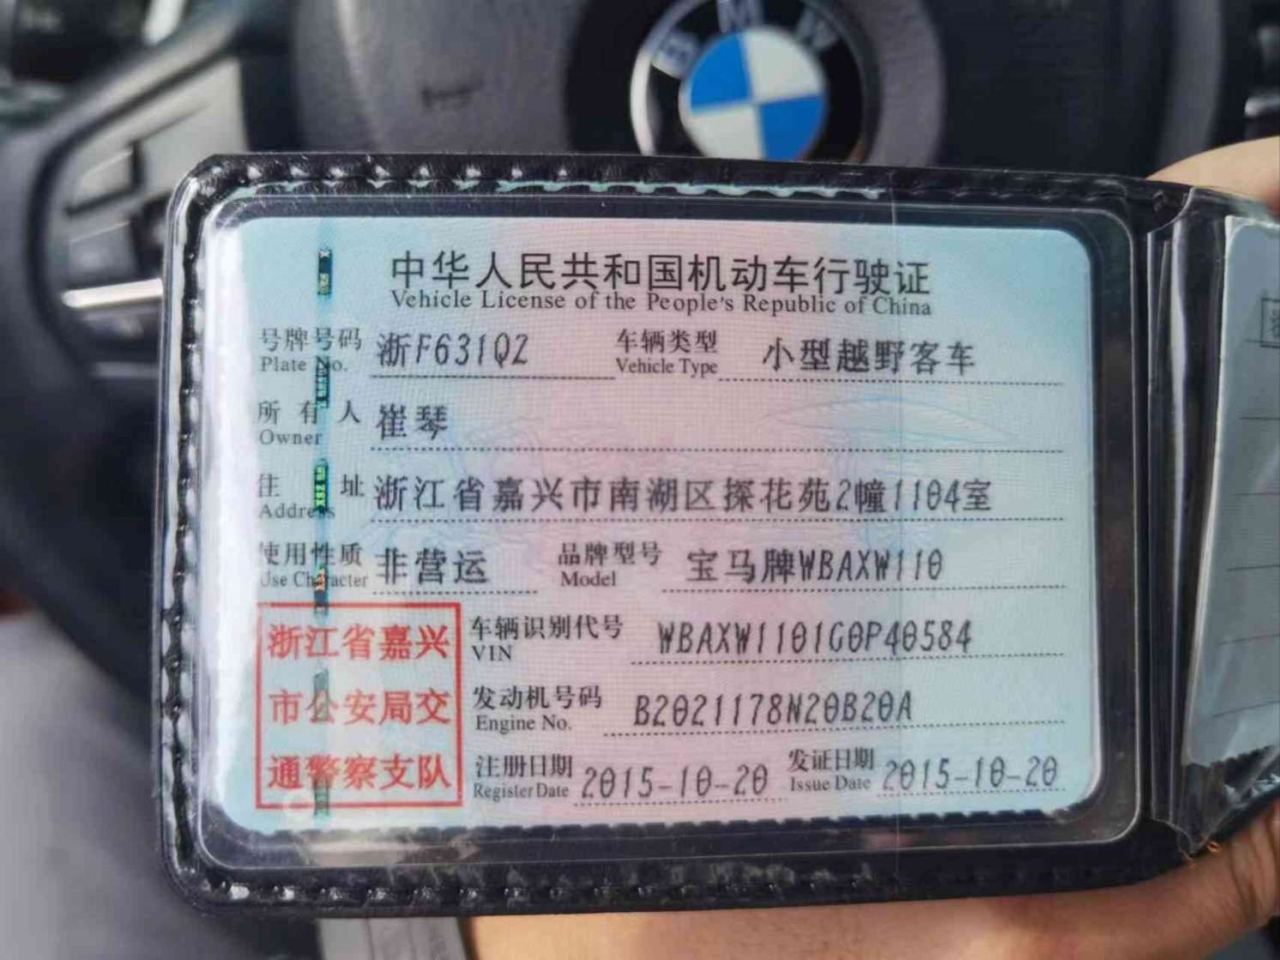 BMW
中华人民共和国机动车行驶证
Vehicle License of the People's Republic of China
号牌号码 浙F631QZ 车辆类型 小型越野客车
Plate No. Vehicle Type
所有人 崔琴
Owner
住址 浙江省嘉兴市南湖区探花苑2幢1104室
Address
使用性质 非营运 品牌型号 宝马牌WBAXW110
Use Character Model
浙江省嘉兴 车辆识别代号 WBAXW1101G0P40584
VIN
市公安局交 发动机号码 B2021178N20B20A
Engine No.
通警察支队 注册日期 2015-10-20 发证日期 2015-10-20
Register Date Issue Date